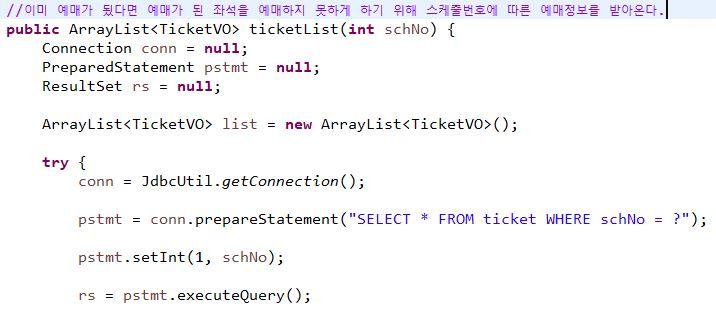 //이미 예매가 됬다면 예매가 된 좌석을 예매하지 못하게 하기 위해 스케줄번호에 따른 예매정보를 받아온다.
public ArrayList<TicketVO> ticketList(int schNo) {
    Connection conn = null;
    PreparedStatement pstmt = null;
    ResultSet rs = null;

    ArrayList<TicketVO> list = new ArrayList<TicketVO>();

    try {
        conn = JdbcUtil.getConnection();

        pstmt = conn.prepareStatement("SELECT * FROM ticket WHERE schNo = ?");

        pstmt.setInt(1, schNo);

        rs = pstmt.executeQuery();